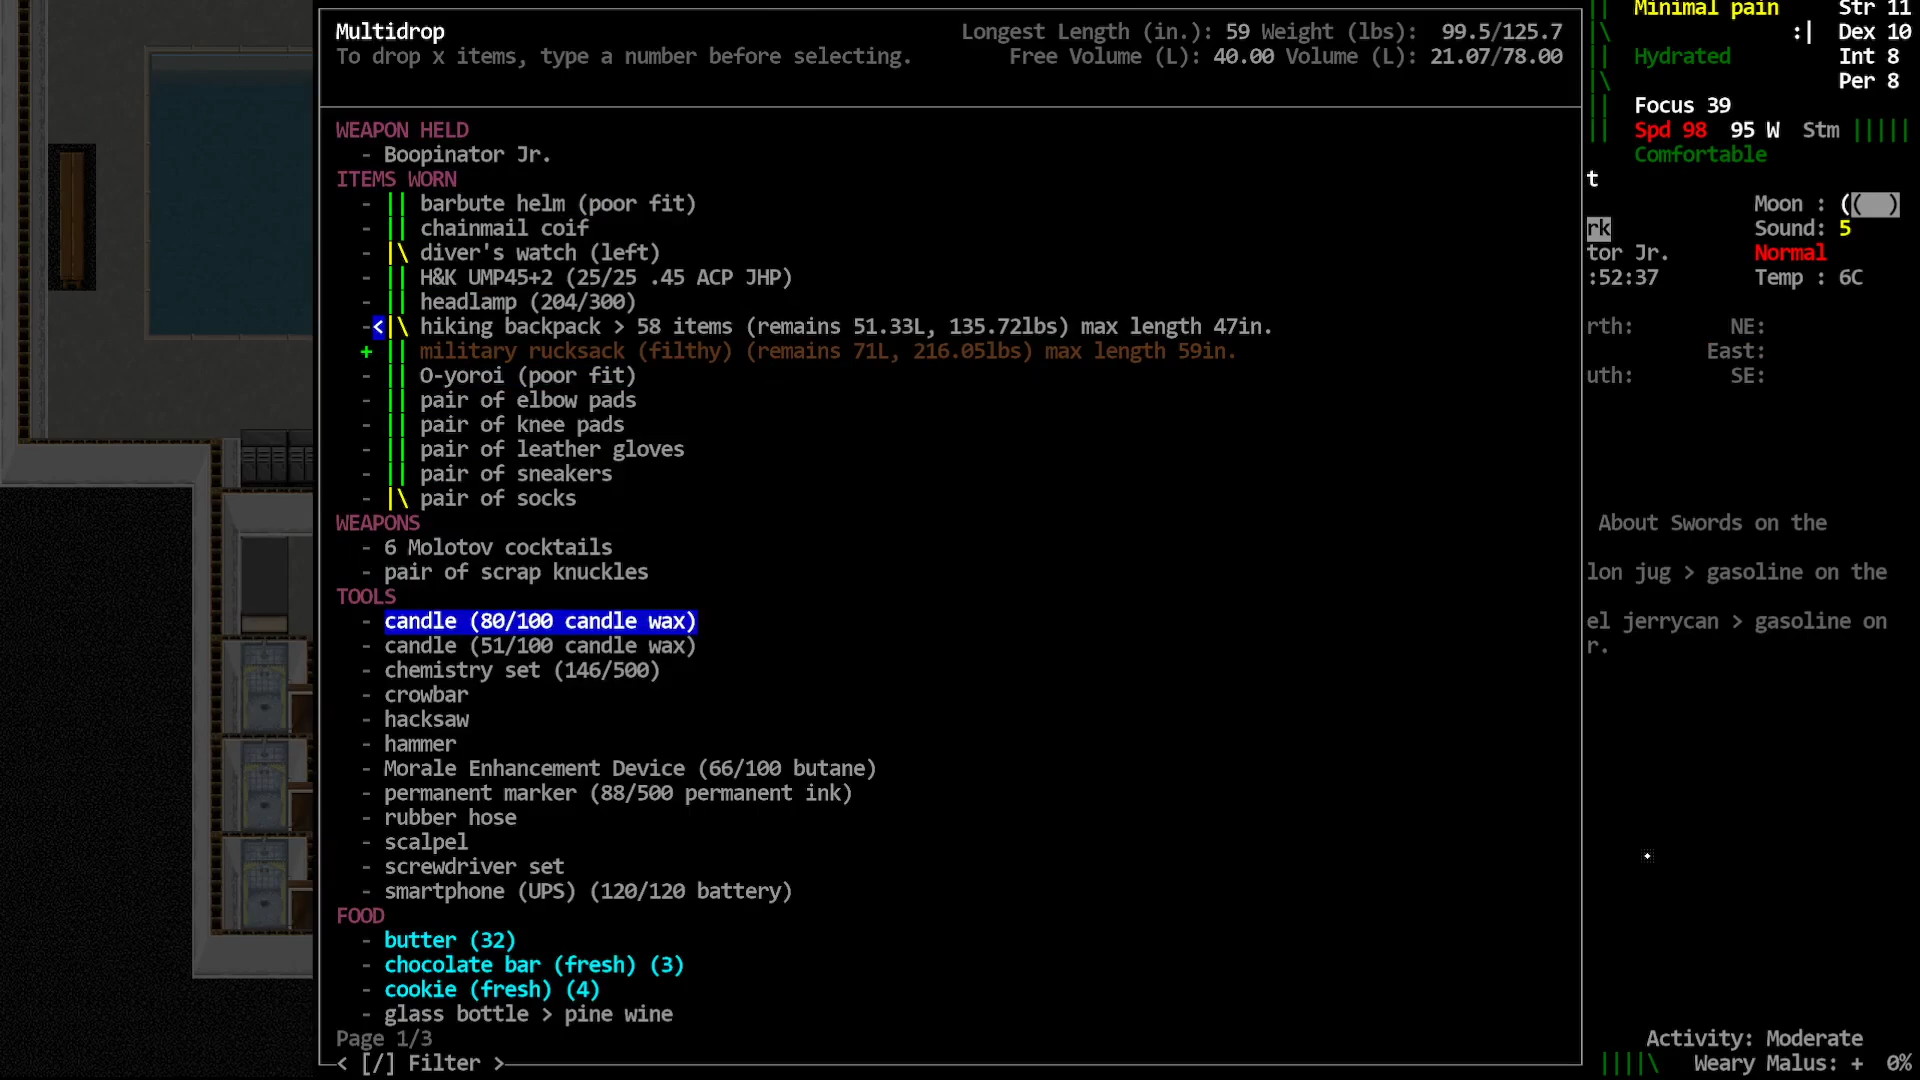 Multidrop
To drop x items, type a number before selecting.
Longest Length (in.): 59 Weight (lbs): 99.5/125.7
Free Volume (L): 40.00 Volume (L): 21.07/78.00
WEAPON HELD
- Boopinator Jr.
ITEMS WORN
- || barbute helm (poor fit)
- || chainmail coif
- |\ diver's watch (left)
- || H&K UMP45+2 (25/25 .45 ACP JHP)
- || headlamp (204/300)
-<|\ hiking backpack > 58 items (remains 51.33L, 135.72lbs) max length 47in.
+ || military rucksack (filthy) (remains 71L, 216.05lbs) max length 59in.
- || O-yoroi (poor fit)
- || pair of elbow pads
- || pair of knee pads
- || pair of leather gloves
- || pair of sneakers
- |\ pair of socks
WEAPONS
- 6 Molotov cocktails
- pair of scrap knuckles
TOOLS
- candle (80/100 candle wax)
- candle (51/100 candle wax)
- chemistry set (146/500)
- crowbar
- hacksaw
- hammer
- Morale Enhancement Device (66/100 butane)
- permanent marker (88/500 permanent ink)
- rubber hose
- scalpel
- screwdriver set
- smartphone (UPS) (120/120 battery)
FOOD
- butter (32)
- chocolate bar (fresh) (3)
- cookie (fresh) (4)
- glass bottle > pine wine
Page 1/3
< [/] Filter >
|| Minimal pain Str 11
|\ :| Dex 10
|| Hydrated Int 8
|\ Per 8
|| Focus 39
|| Spd 98 95 W Stm |||||
Comfortable
t
Moon : (( )
rk Sound: 5
tor Jr. Normal
:52:37 Temp : 6C
rth: NE:
East:
uth: SE:
About Swords on the
lon jug > gasoline on the
el jerrycan > gasoline on
r.
Activity: Moderate
||||\ Weary Malus: + 0%